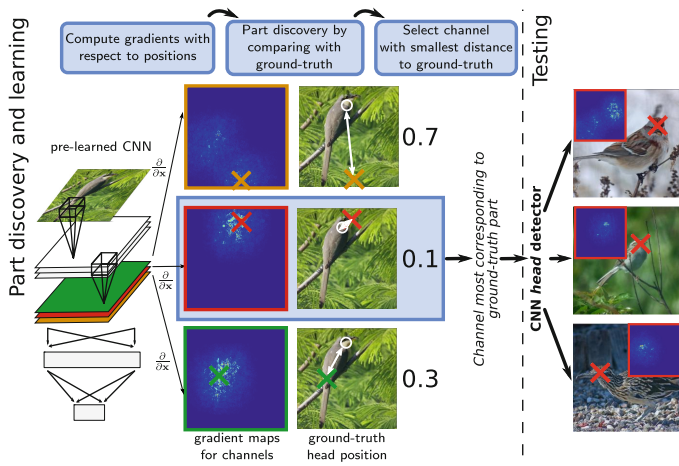 Compute gradients with
respect to positions
Part discovery by
comparing with
ground-truth
Select channel
with smallest distance
to ground-truth
Part discovery and learning
Testing
pre-learned CNN
∂/∂x
0.7
∂/∂x
0.1
∂/∂x
0.3
gradient maps
for channels
ground-truth
head position
Channel most corresponding to
ground-truth part
CNN head detector